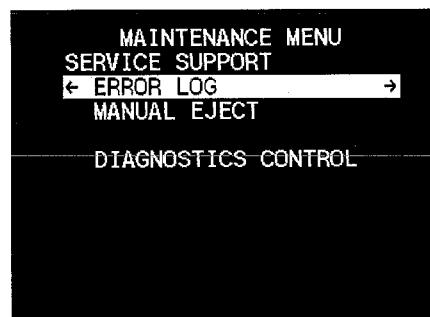 MAINTENANCE MENU
SERVICE SUPPORT
← ERROR LOG →
MANUAL EJECT
DIAGNOSTICS CONTROL